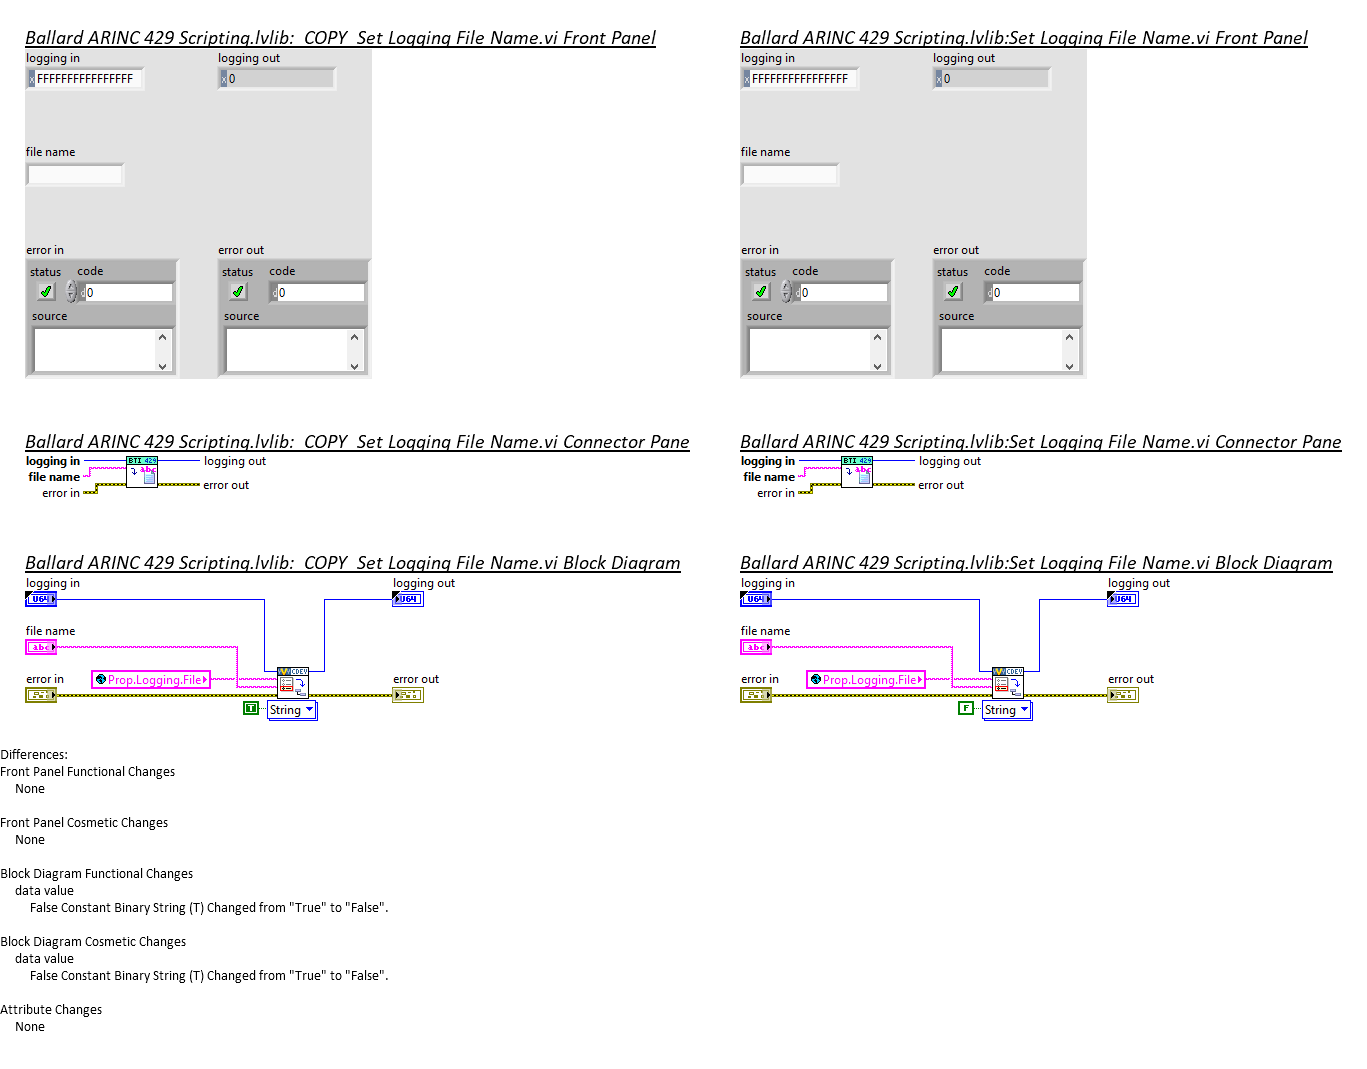 Ballard ARINC 429 Scripting.lvlib:  COPY  Set Logging File Name.vi Front Panel
logging in
logging out
x FFFFFFFFFFFFFFFF
x 0
file name
error in
error out
status code
status code
d 0
d 0
source
source
Ballard ARINC 429 Scripting.lvlib:Set Logging File Name.vi Front Panel
logging in
logging out
x FFFFFFFFFFFFFFFF
x 0
file name
error in
error out
status code
status code
d 0
d 0
source
source
Ballard ARINC 429 Scripting.lvlib:  COPY  Set Logging File Name.vi Connector Pane
logging in
BTI 429
logging out
file name
abc
error in
error out
Ballard ARINC 429 Scripting.lvlib:Set Logging File Name.vi Connector Pane
logging in
BTI 429
logging out
file name
abc
error in
error out
Ballard ARINC 429 Scripting.lvlib:  COPY  Set Logging File Name.vi Block Diagram
logging in
logging out
U64
U64
file name
abc
error in
Prop.Logging.File
CDEV
error out
T
String
Ballard ARINC 429 Scripting.lvlib:Set Logging File Name.vi Block Diagram
logging in
logging out
U64
U64
file name
abc
error in
Prop.Logging.File
CDEV
error out
F
String
Differences:
Front Panel Functional Changes
None
Front Panel Cosmetic Changes
None
Block Diagram Functional Changes
data value
False Constant Binary String (T) Changed from "True" to "False".
Block Diagram Cosmetic Changes
data value
False Constant Binary String (T) Changed from "True" to "False".
Attribute Changes
None